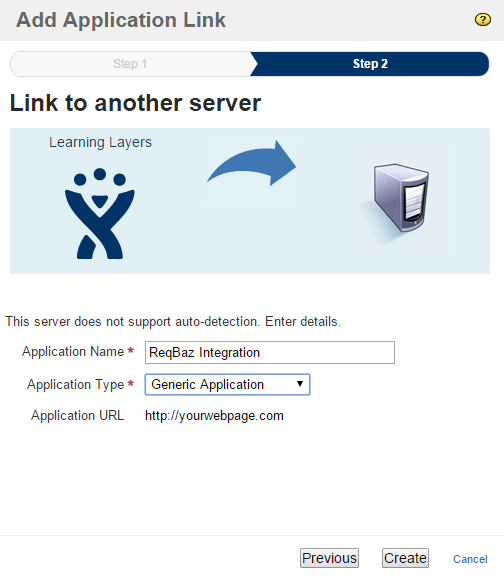 Add Application Link
?
Step 1
Step 2
Link to another server
Learning Layers
This server does not support auto-detection. Enter details.
Application Name * ReqBaz Integration
Application Type * Generic Application
Application URL http://yourwebpage.com
Previous Create Cancel